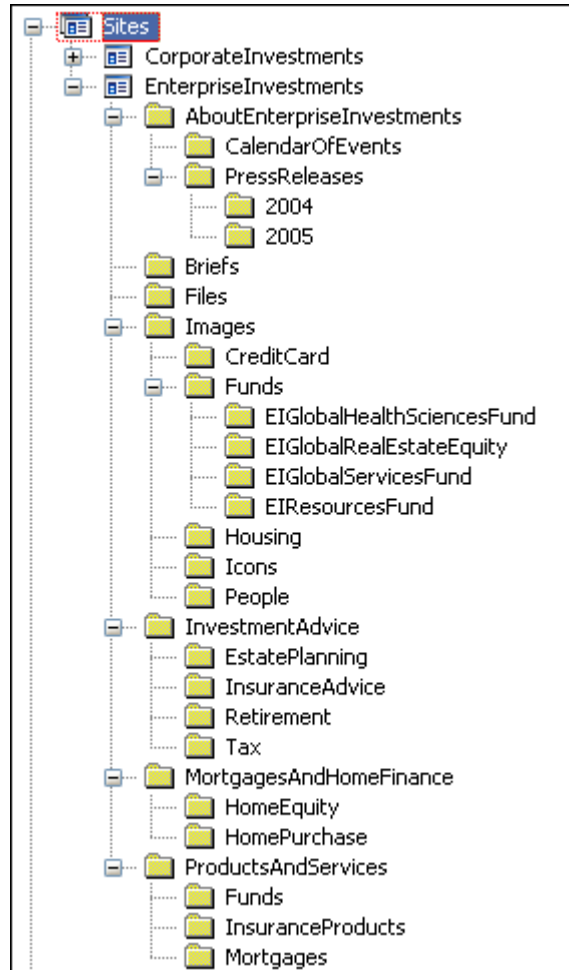 Sites
CorporateInvestments
EnterpriseInvestments
AboutEnterpriseInvestments
CalendarOfEvents
PressReleases
2004
2005
Briefs
Files
Images
CreditCard
Funds
EIGlobalHealthSciencesFund
EIGlobalRealEstateEquity
EIGlobalServicesFund
EIResourcesFund
Housing
Icons
People
InvestmentAdvice
EstatePlanning
InsuranceAdvice
Retirement
Tax
MortgagesAndHomeFinance
HomeEquity
HomePurchase
ProductsAndServices
Funds
InsuranceProducts
Mortgages